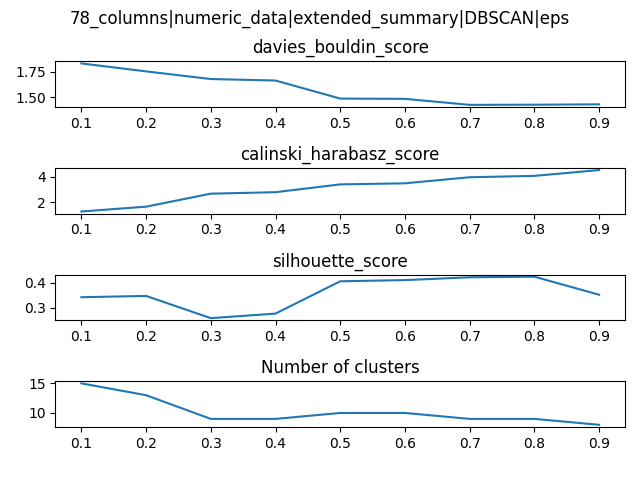 78_columns|numeric_data|extended_summary|DBSCAN|eps
davies_bouldin_score
1.75
1.50
0.1 0.2 0.3 0.4 0.5 0.6 0.7 0.8 0.9
calinski_harabasz_score
4
2
0.1 0.2 0.3 0.4 0.5 0.6 0.7 0.8 0.9
silhouette_score
0.4
0.3
0.1 0.2 0.3 0.4 0.5 0.6 0.7 0.8 0.9
Number of clusters
15
10
0.1 0.2 0.3 0.4 0.5 0.6 0.7 0.8 0.9